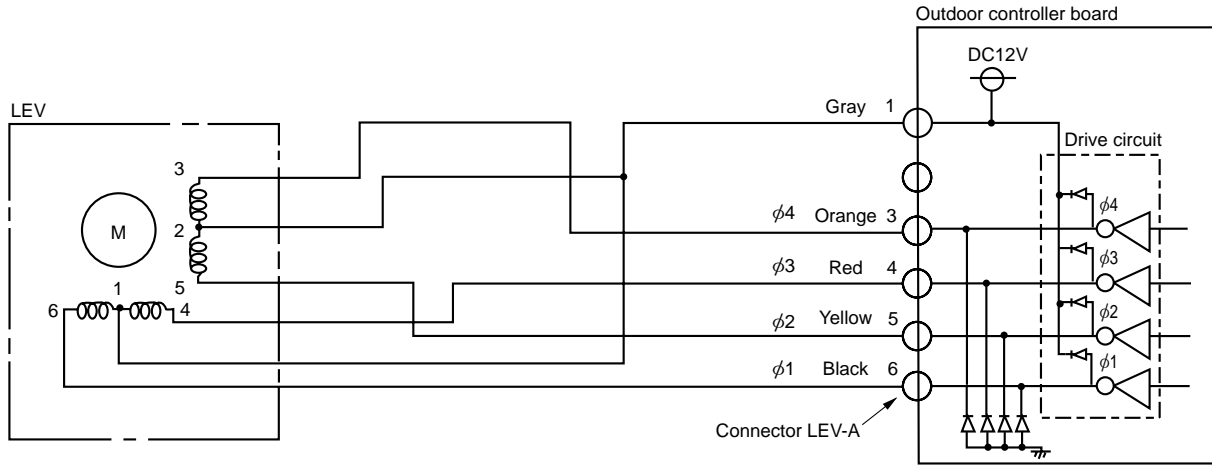 Outdoor controller board
DC12V
LEV
Gray 1
Drive circuit
3
ϕ4
2
ϕ4 Orange 3
M
ϕ3
ϕ3 Red 4
5
1
6
4
ϕ2
ϕ2 Yellow 5
ϕ1
ϕ1 Black 6
Connector LEV-A